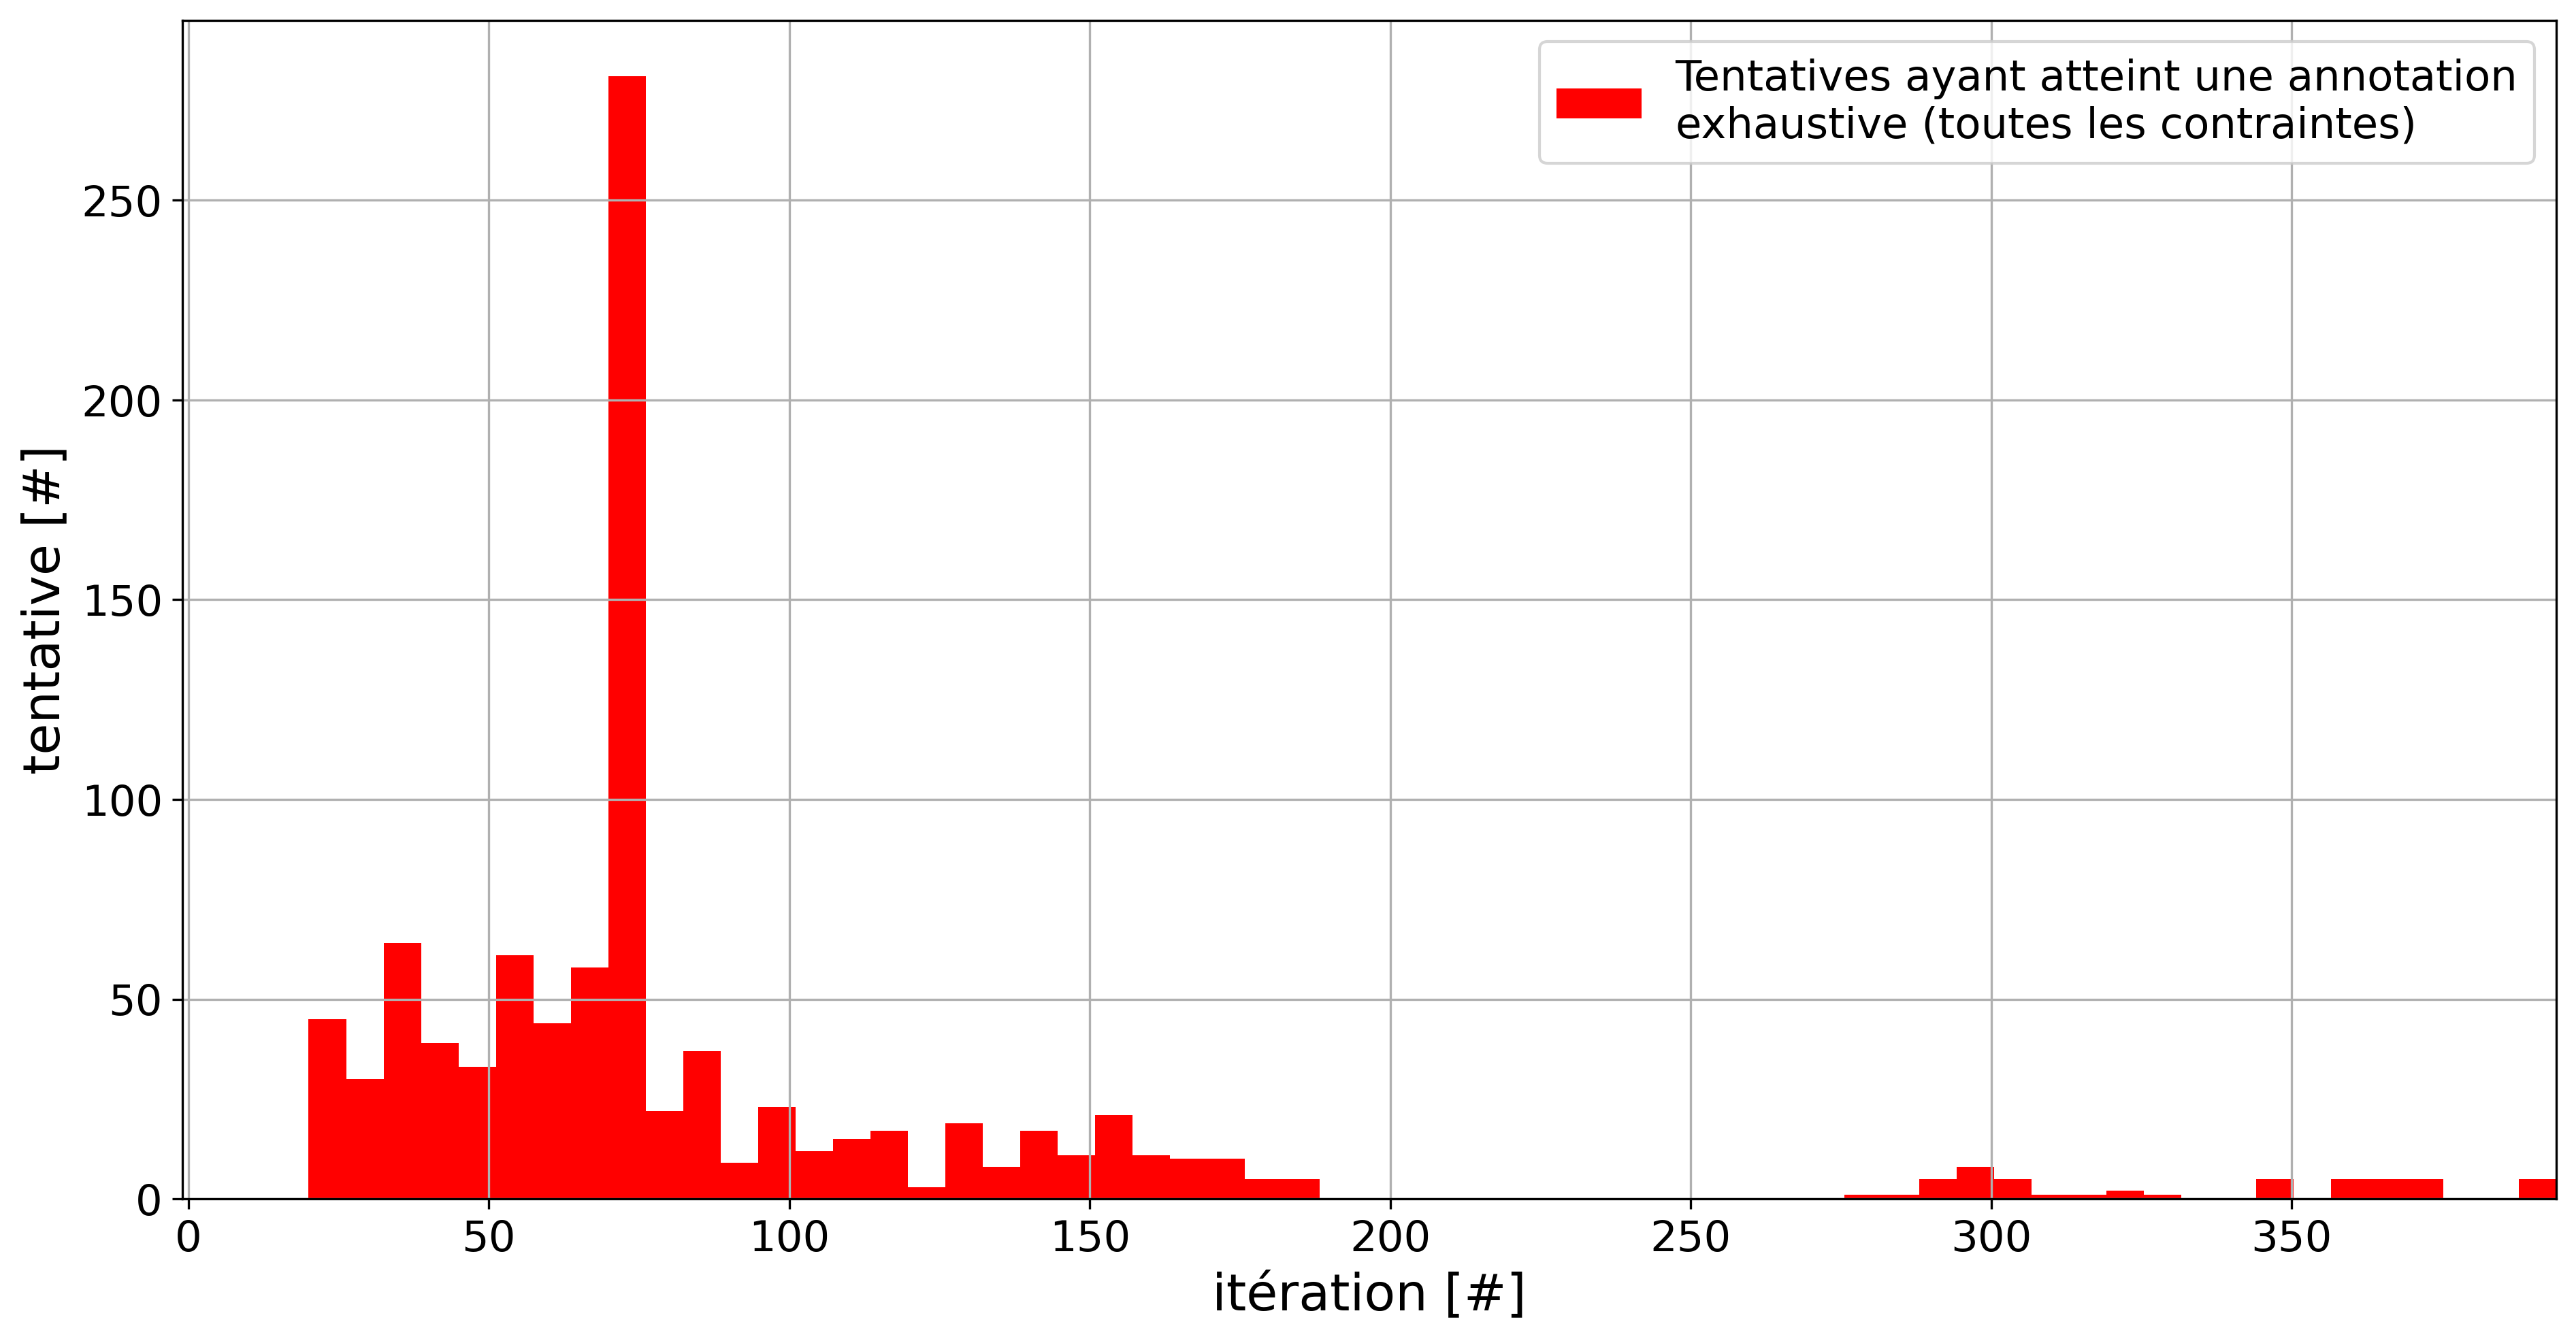 Tentatives ayant atteint une annotation
exhaustive (toutes les contraintes)
tentative [#]
250
200
150
100
50
0
0 50 100 150 200 250 300 350
itération [#]